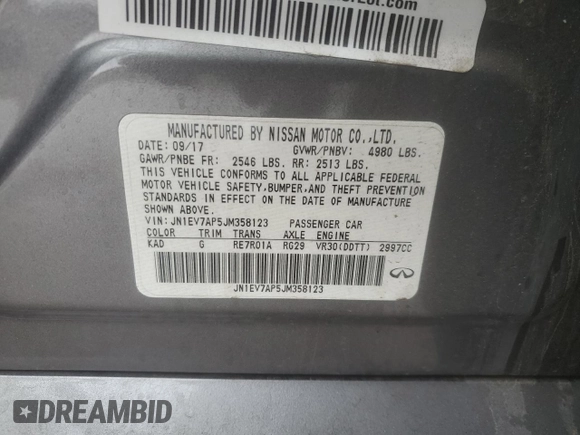 MANUFACTURED BY NISSAN MOTOR CO.,LTD.
DATE: 09/17 GVWR/PNBV: 4980 LBS.
GAWR/PNBE FR: 2546 LBS. RR: 2513 LBS.
THIS VEHICLE CONFORMS TO ALL APPLICABLE FEDERAL
MOTOR VEHICLE SAFETY,BUMPER,AND THEFT PREVENTION
STANDARDS IN EFFECT ON THE DATE OF MANUFACTURE
SHOWN ABOVE.
VIN: JN1EV7AP5JM358123 PASSENGER CAR
COLOR TRIM TRANS AXLE ENGINE
KAD G RE7R01A RG29 VR30(DDTT) 2997CC
JN1EV7AP5JM358123
DREAMBID